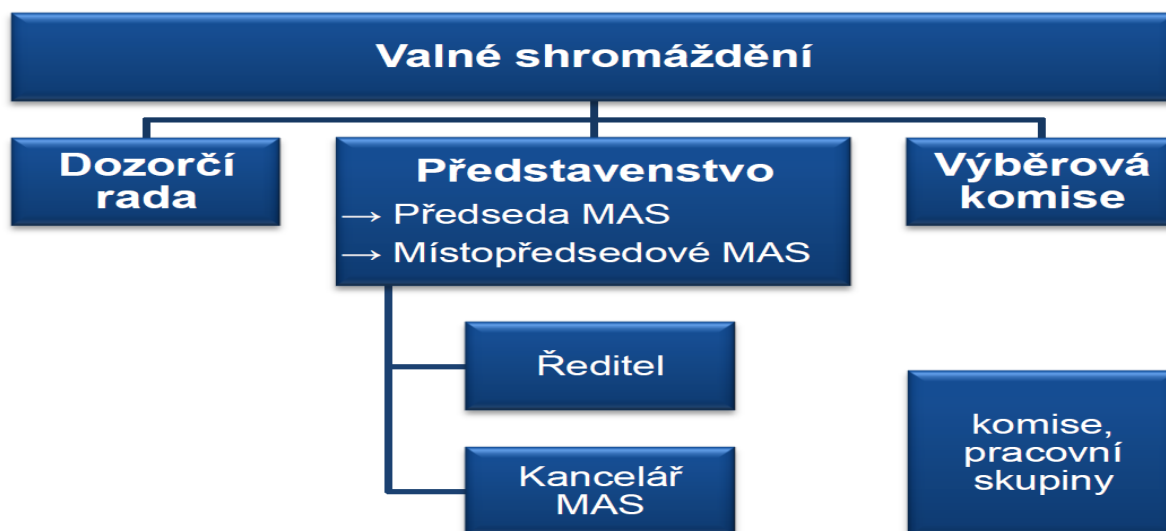 Valné shromáždění
Dozorčí
rada
Představenstvo
→ Předseda MAS
→ Místopředsedové MAS
Výběrová
komise
Ředitel
Kancelář
MAS
komise,
pracovní
skupiny